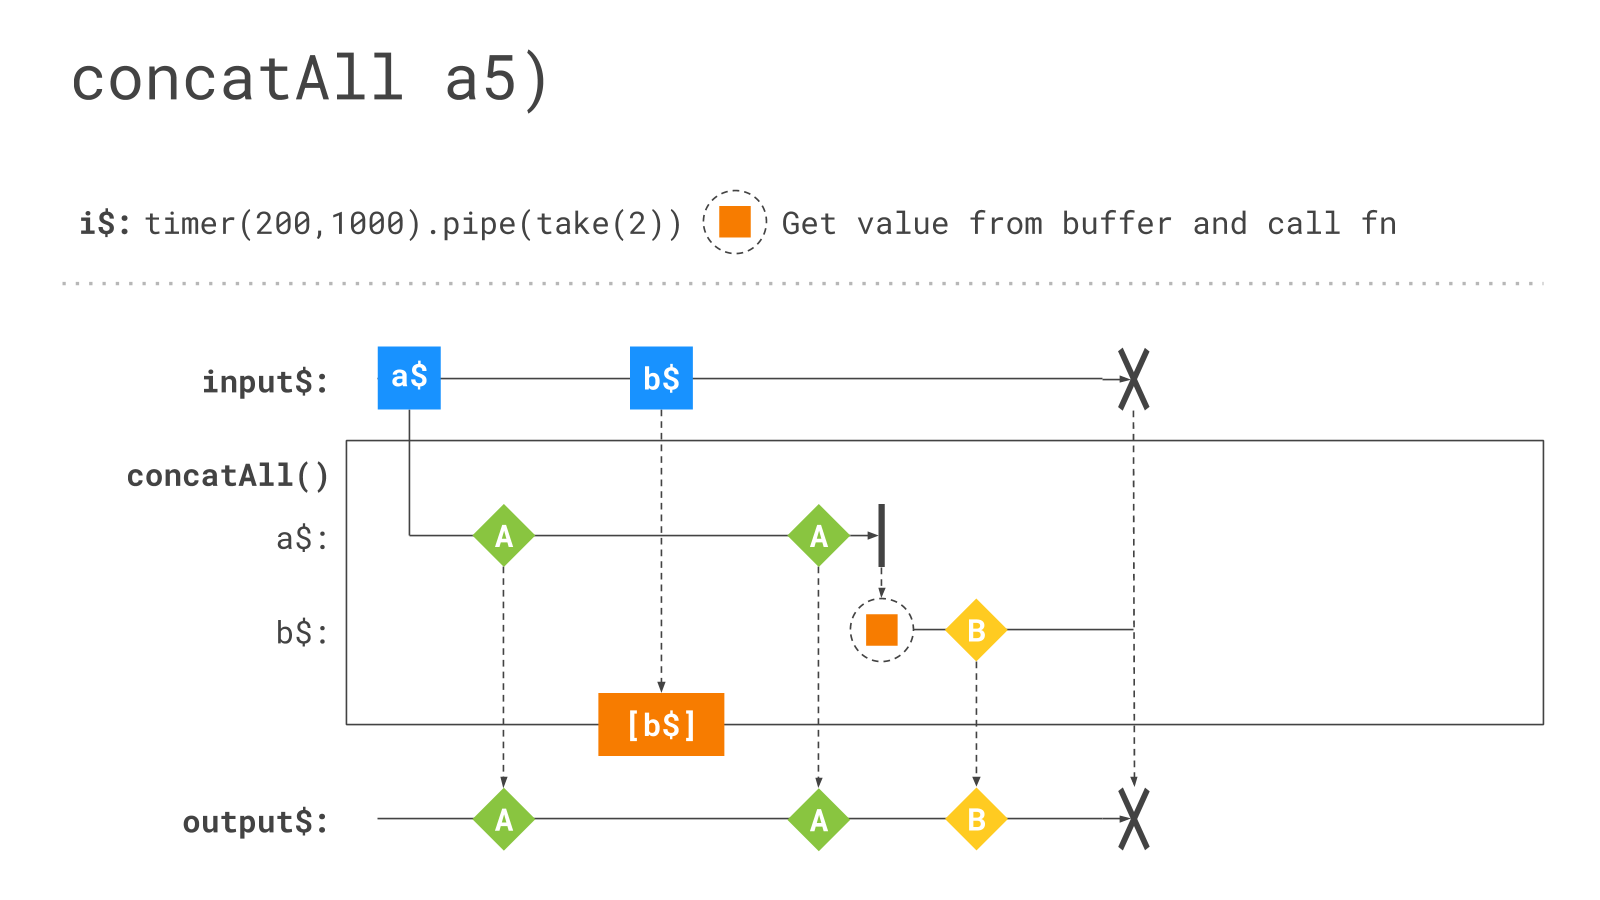 concatAll a5)
i$: timer(200,1000).pipe(take(2)) Get value from buffer and call fn
input$: a$ b$
concatAll()
a$: A A
b$: B
[b$]
output$: A A B